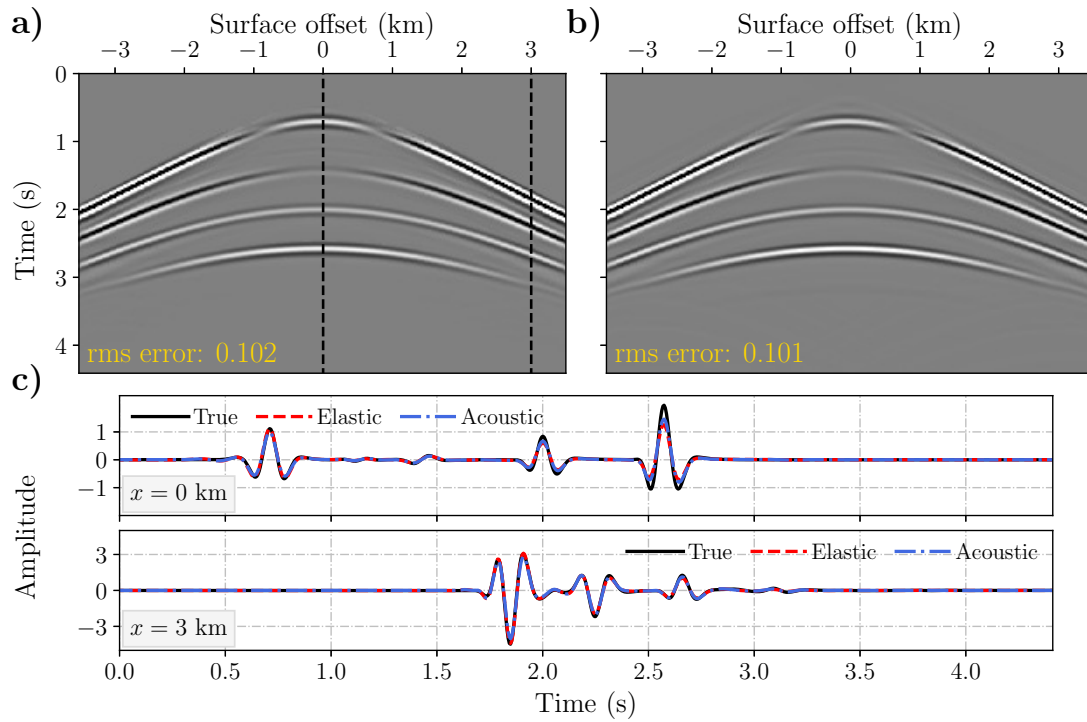 a)
Surface offset (km)
−3 −2 −1 0 1 2 3
b)
Surface offset (km)
−3 −2 −1 0 1 2 3
Time (s)
0
1
2
3
4
rms error: 0.102
rms error: 0.101
c)
Amplitude
True Elastic Acoustic
1
0
−1
x = 0 km
True Elastic Acoustic
3
0
−3
x = 3 km
0.0 0.5 1.0 1.5 2.0 2.5 3.0 3.5 4.0
Time (s)